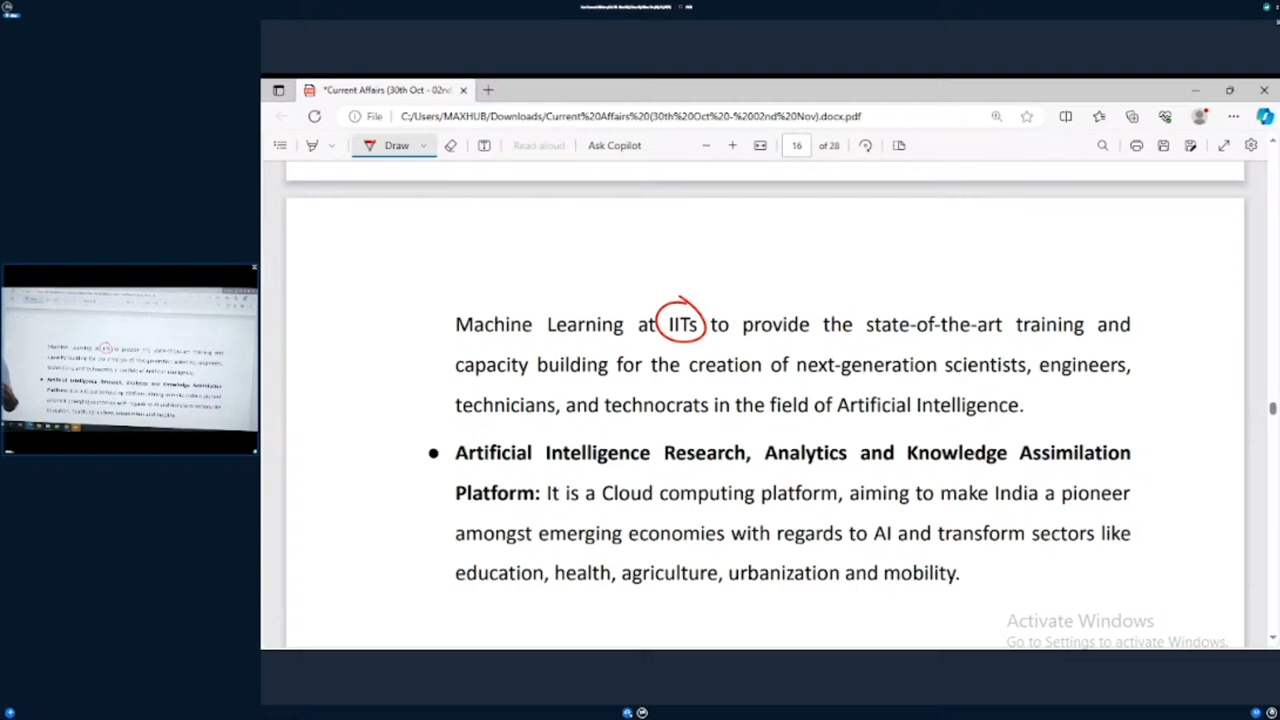 *Current Affairs (30th Oct - 02nd
File
C:/Users/MAXHUB/Downloads/Current%20Affairs%20(30th%20Oct%20-%2002nd%20Nov).docx.pdf
Draw
Read aloud
Ask Copilot
16
of 28
Machine Learning at IITs to provide the state-of-the-art training and
capacity building for the creation of next-generation scientists, engineers,
technicians, and technocrats in the field of Artificial Intelligence.
● Artificial Intelligence Research, Analytics and Knowledge Assimilation
Platform: It is a Cloud computing platform, aiming to make India a pioneer
amongst emerging economies with regards to AI and transform sectors like
education, health, agriculture, urbanization and mobility.
Activate Windows
Go to Settings to activate Windows.